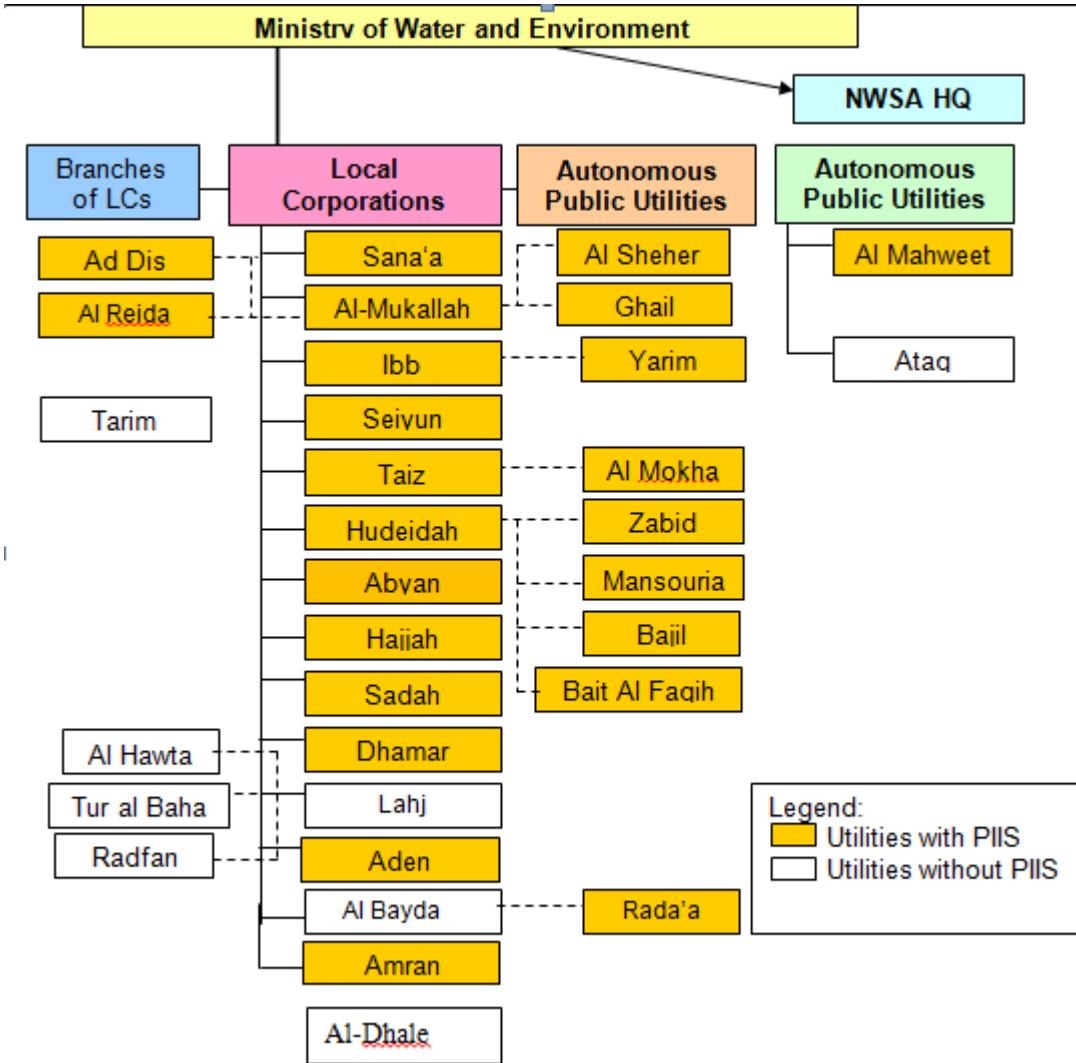 Ministry of Water and Environment
NWSA HQ
Branches
of LCs
Local
Corporations
Autonomous
Public Utilities
Autonomous
Public Utilities
Ad Dis
Al Reida
Tarim
Al Hawta
Tur al Baha
Radfan
Sana'a
Al-Mukallah
Ibb
Seiyun
Taiz
Hudeidah
Abyan
Hajjah
Sadah
Dhamar
Lahj
Aden
Al Bayda
Amran
Al-Dhale
Al Sheher
Ghail
Yarim
Al Mokha
Zabid
Mansouria
Bajil
Bait Al Faqih
Rada'a
Al Mahweet
Ataq
Legend:
Utilities with PIIS
Utilities without PIIS